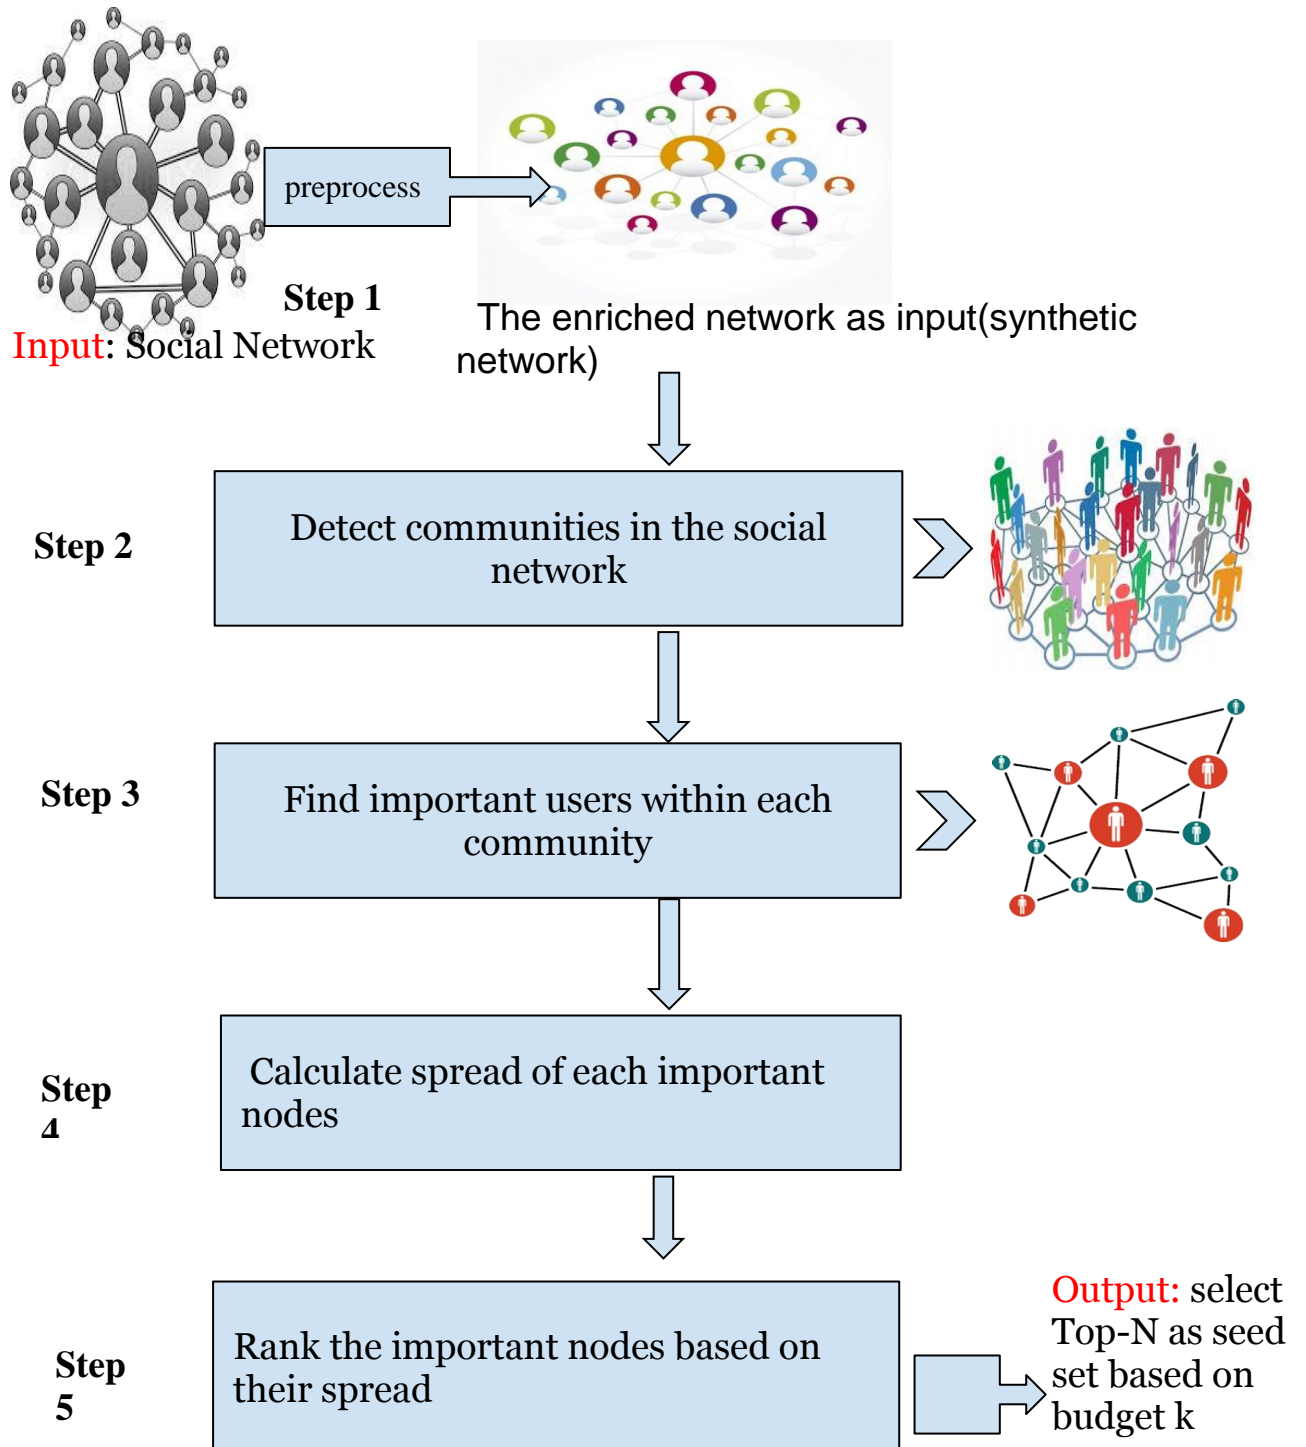 preprocess
Step 1
Input: Social Network
The enriched network as input(synthetic
network)
Step 2
Detect communities in the social
network
Step 3
Find important users within each
community
Step
4
Calculate spread of each important
nodes
Step
5
Rank the important nodes based on
their spread
Output: select
Top-N as seed
set based on
budget k